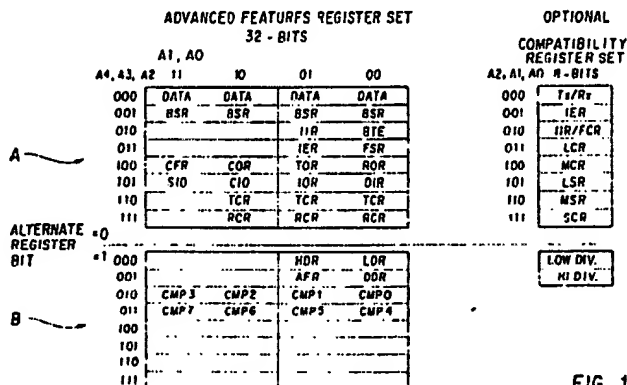 ADVANCED FEATURFS REGISTER SET
32 - BITS
OPTIONAL
COMPATIBILITY
REGISTER SET
A1, A0
A4, A3, A2 11 10 01 00
A2, A1, A0 8-BITS
000 DATA DATA DATA DATA
000 Tx/Rx
001 BSR BSR BSR BSR
001 IER
010 IIR BTE
010 IIR/FCR
011 IER FSR
011 LCR
A
100 CFR COR TOR ROR
100 MCR
101 SIO CIO IOR OIR
101 LSR
110 TCR TCR TCR
110 MSR
111 RCR RCR RCR RCR
111 SCR
ALTERNATE
REGISTER
BIT
=0
=1
000 HDR LDR
LOW DIV.
001 AFR DDR
HI DIV.
010 CMP3 CMP2 CMP1 CMP0
011 CMP7 CMP6 CMP5 CMP4
B
100
101
110
111
FIG. 1